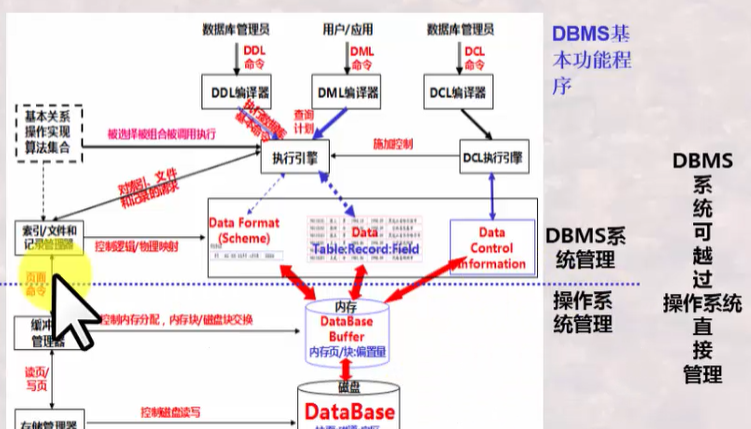 数据库管理员
用户/应用
数据库管理员
DDL
命令
DML
命令
DCL
命令
DBMS基
本功能程
序
DDL编译器
DML编译器
DCL编译器
基本关系
操作实现
算法集合
被选择被组合被调用执行
执行数据库
基本命令
查询
计划
执行引擎
施加控制
DCL执行引擎
对索引、文件
和记录的请求
DBMS
系
统
可
越
过
操作系统
直
接
管理
索引/文件和
记录管理器
控制逻辑/物理映射
Data Format
(Scheme)
Data
Table:Record:Field
Data
Control
Information
DBMS系
统管理
页面
命令
操作系
统管理
缓冲
管理器
控制内存分配，内存块/磁盘块交换
内存
DataBase
Buffer
内存页/块:偏置量
读页/
写页
磁盘
DataBase
存储管理器
控制磁盘读写